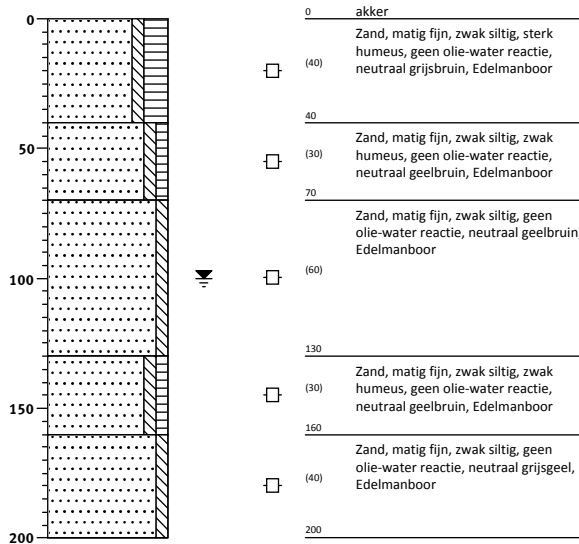 0
0 akker
Zand, matig fijn, zwak siltig, sterk
humeus, geen olie-water reactie,
neutraal grijsbruin, Edelmanboor
(40)
40
Zand, matig fijn, zwak siltig, zwak
humeus, geen olie-water reactie,
neutraal geelbruin, Edelmanboor
50
(30)
70
Zand, matig fijn, zwak siltig, geen
olie-water reactie, neutraal geelbruin,
Edelmanboor
100
(60)
130
Zand, matig fijn, zwak siltig, zwak
humeus, geen olie-water reactie,
neutraal geelbruin, Edelmanboor
(30)
150
160
Zand, matig fijn, zwak siltig, geen
olie-water reactie, neutraal grijsgeel,
Edelmanboor
(40)
200
200